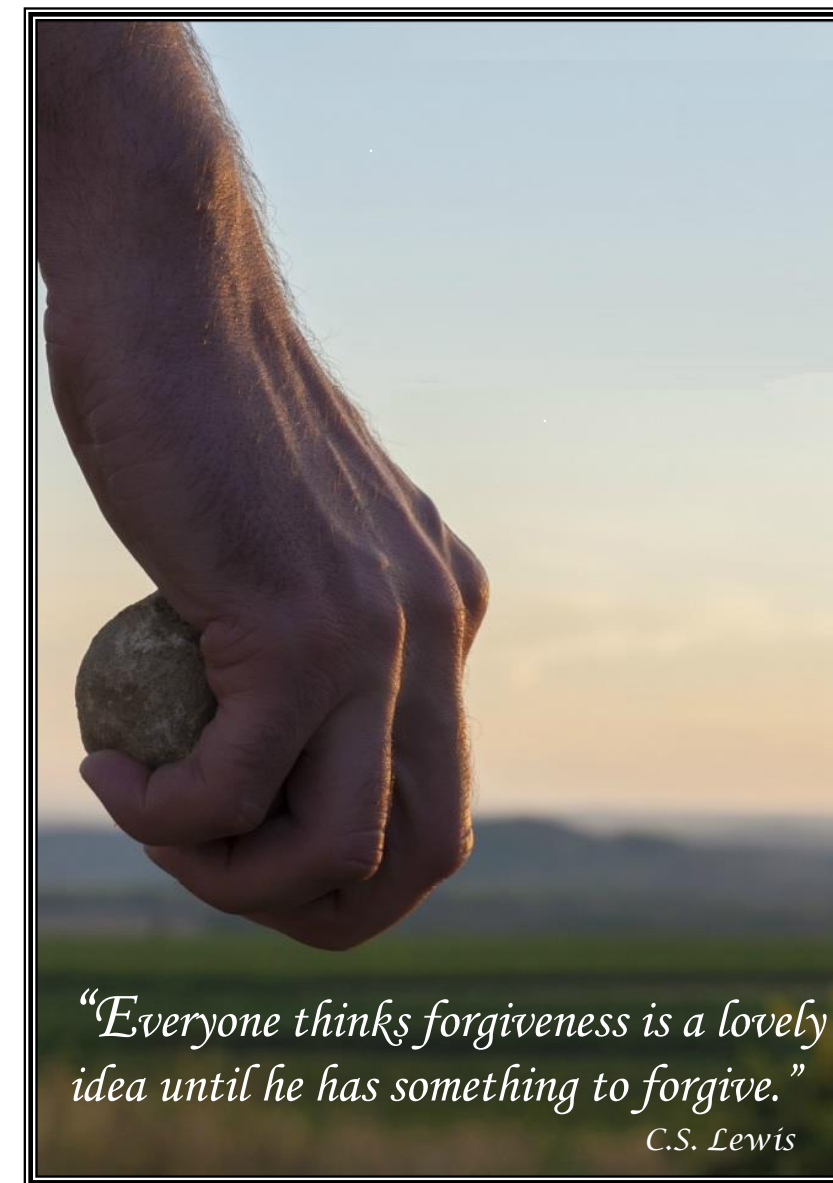 “Everyone thinks forgiveness is a lovely
idea until he has something to forgive.”
C.S. Lewis